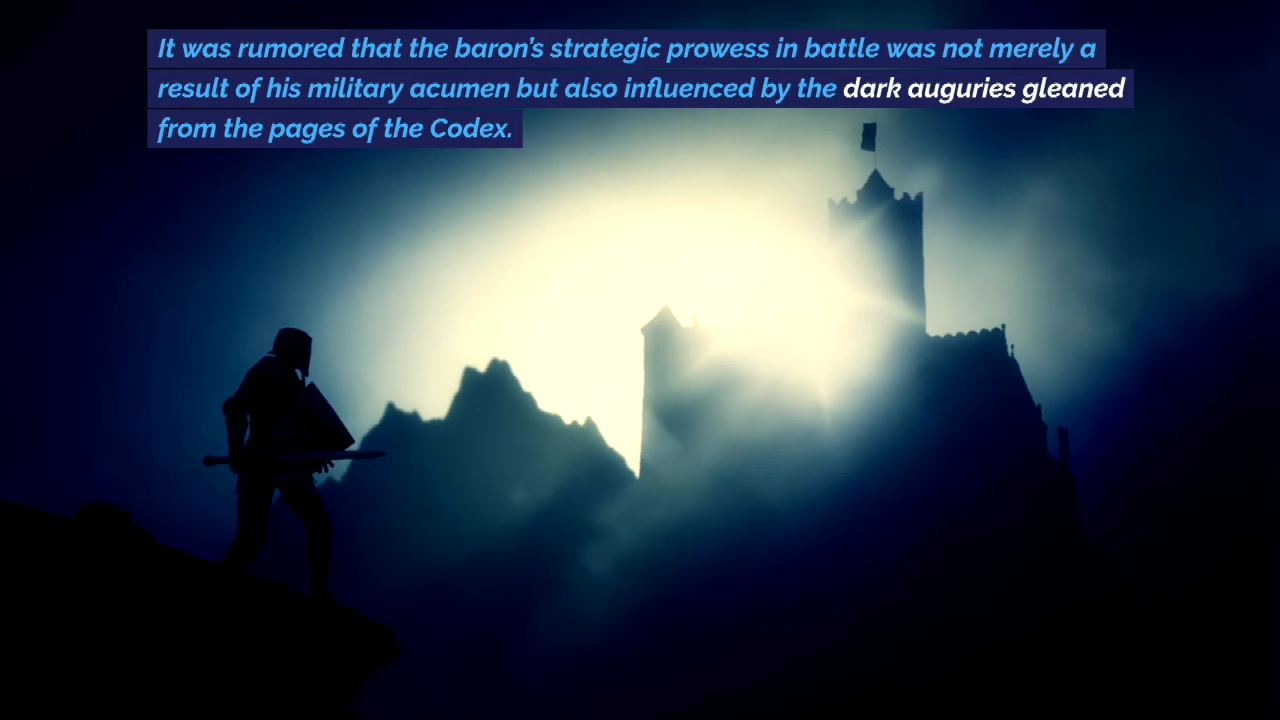 It was rumored that the baron’s strategic prowess in battle was not merely a
result of his military acumen but also influenced by the dark auguries gleaned
from the pages of the Codex.